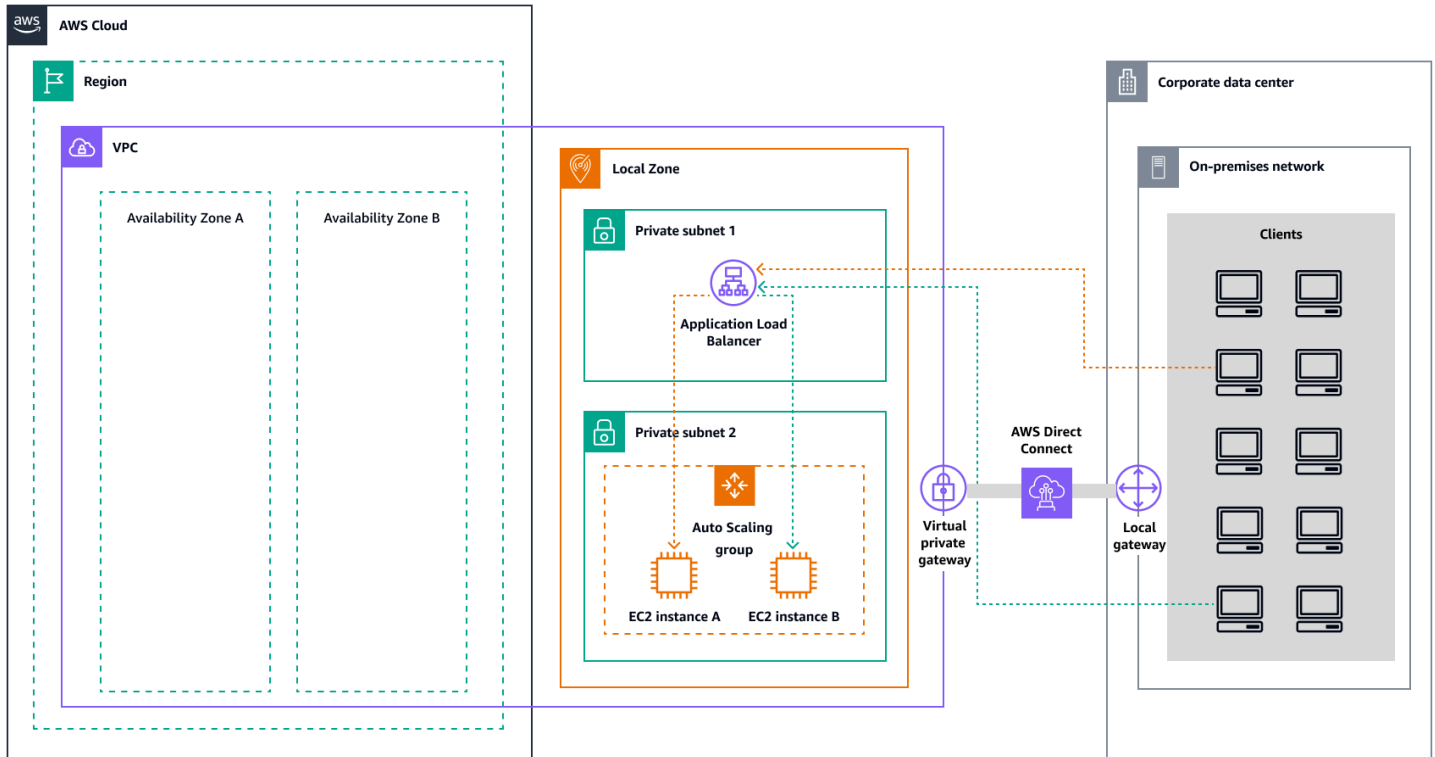 aws
AWS Cloud
Region
VPC
Availability Zone A
Availability Zone B
Local Zone
Private subnet 1
Application Load
Balancer
Private subnet 2
Auto Scaling
group
EC2 instance A
EC2 instance B
Virtual
private
gateway
AWS Direct
Connect
Local
gateway
Corporate data center
On-premises network
Clients